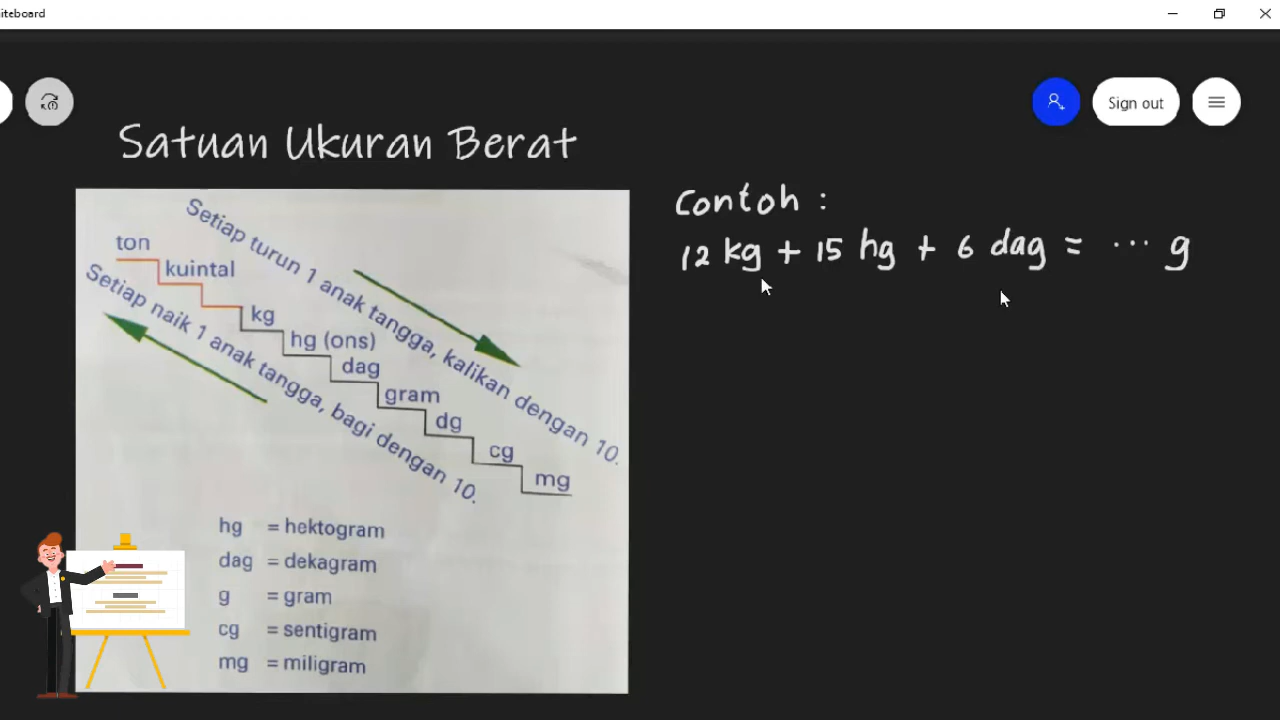 iteboard
Sign out
Satuan Ukuran Berat
Setiap turun 1 anak tangga, kalikan dengan 10.
Setiap naik 1 anak tangga, bagi dengan 10.
ton
kuintal
kg
hg (ons)
dag
gram
dg
cg
mg
hg = hektogram
dag = dekagram
g = gram
cg = sentigram
mg = miligram
Contoh :
12 kg + 15 hg + 6 dag = ... g